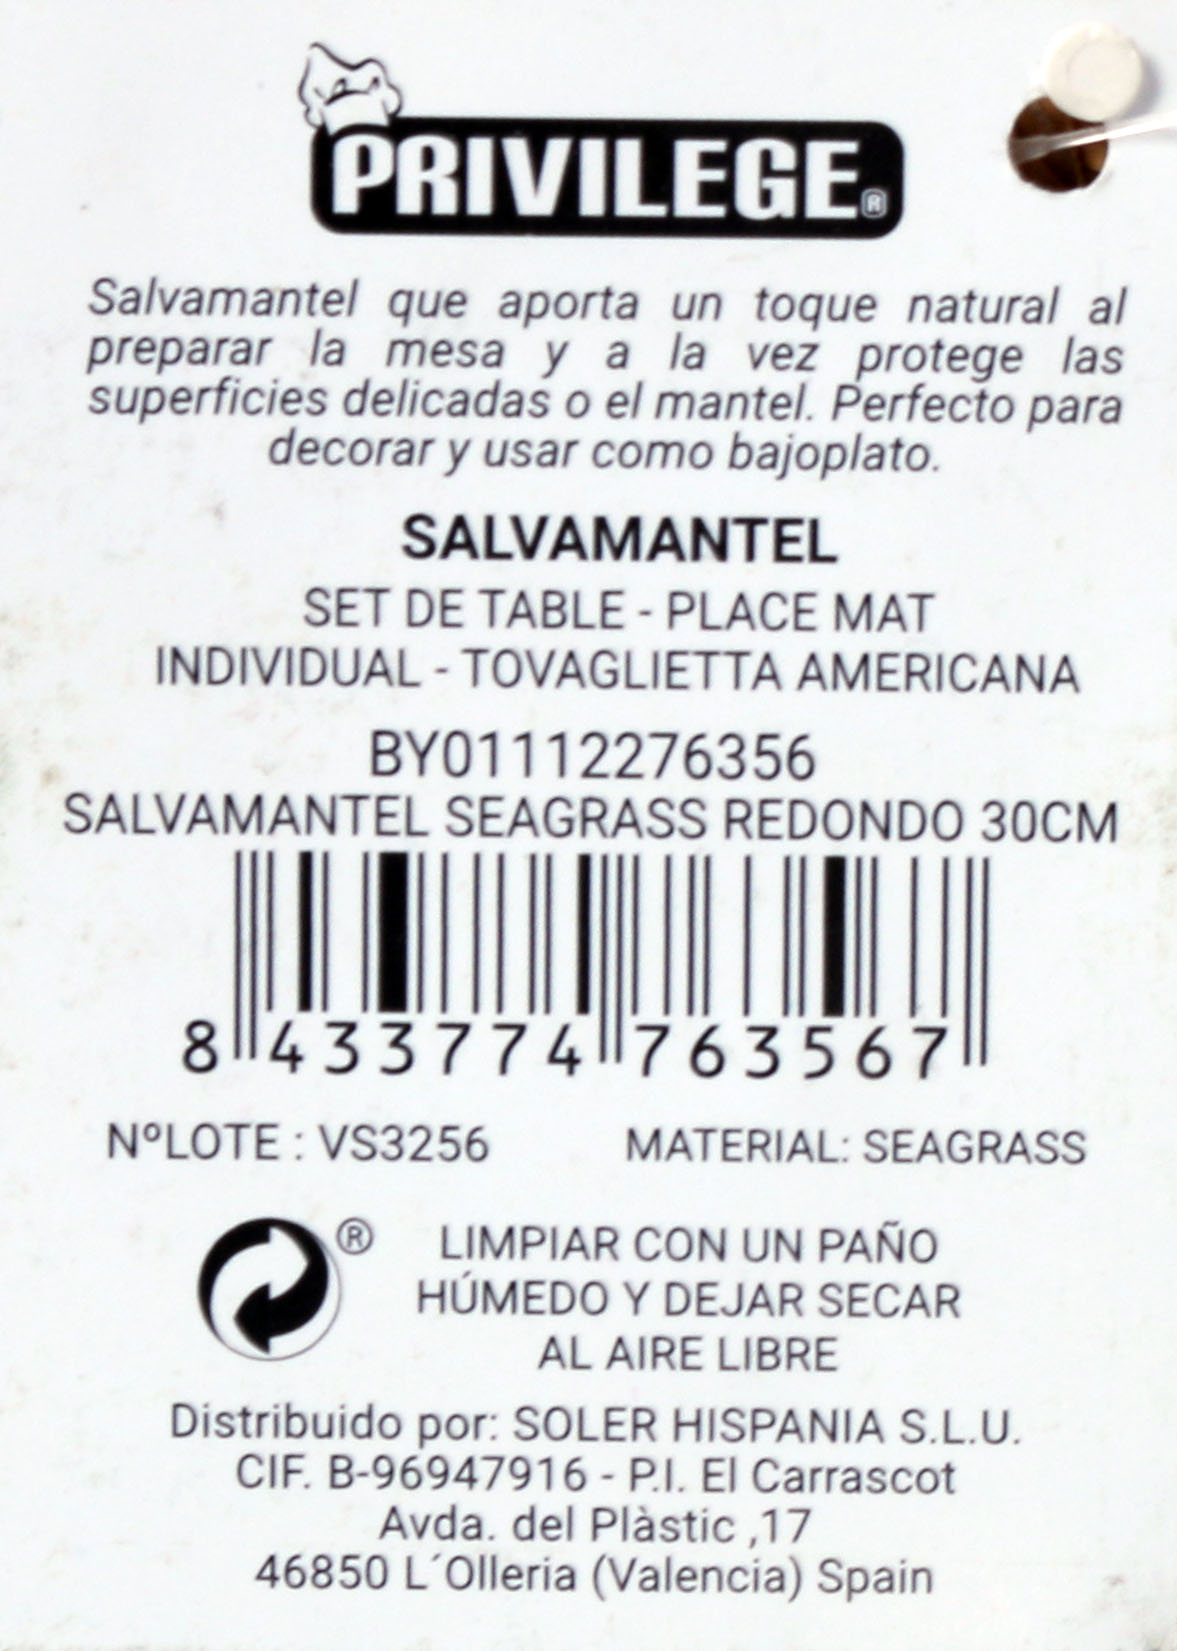 PRIVILEGE®
Salvamantel que aporta un toque natural al
preparar la mesa y a la vez protege las
superficies delicadas o el mantel. Perfecto para
decorar y usar como bajoplato.
SALVAMANTEL
SET DE TABLE - PLACE MAT
INDIVIDUAL - TOVAGLIETTA AMERICANA
BY01112276356
SALVAMANTEL SEAGRASS REDONDO 30CM
8 433774 763567
NºLOTE : VS3256 MATERIAL: SEAGRASS
® LIMPIAR CON UN PAÑO
HÚMEDO Y DEJAR SECAR
AL AIRE LIBRE
Distribuido por: SOLER HISPANIA S.L.U.
CIF. B-96947916 - P.I. El Carrascot
Avda. del Plàstic ,17
46850 L´Olleria (Valencia) Spain